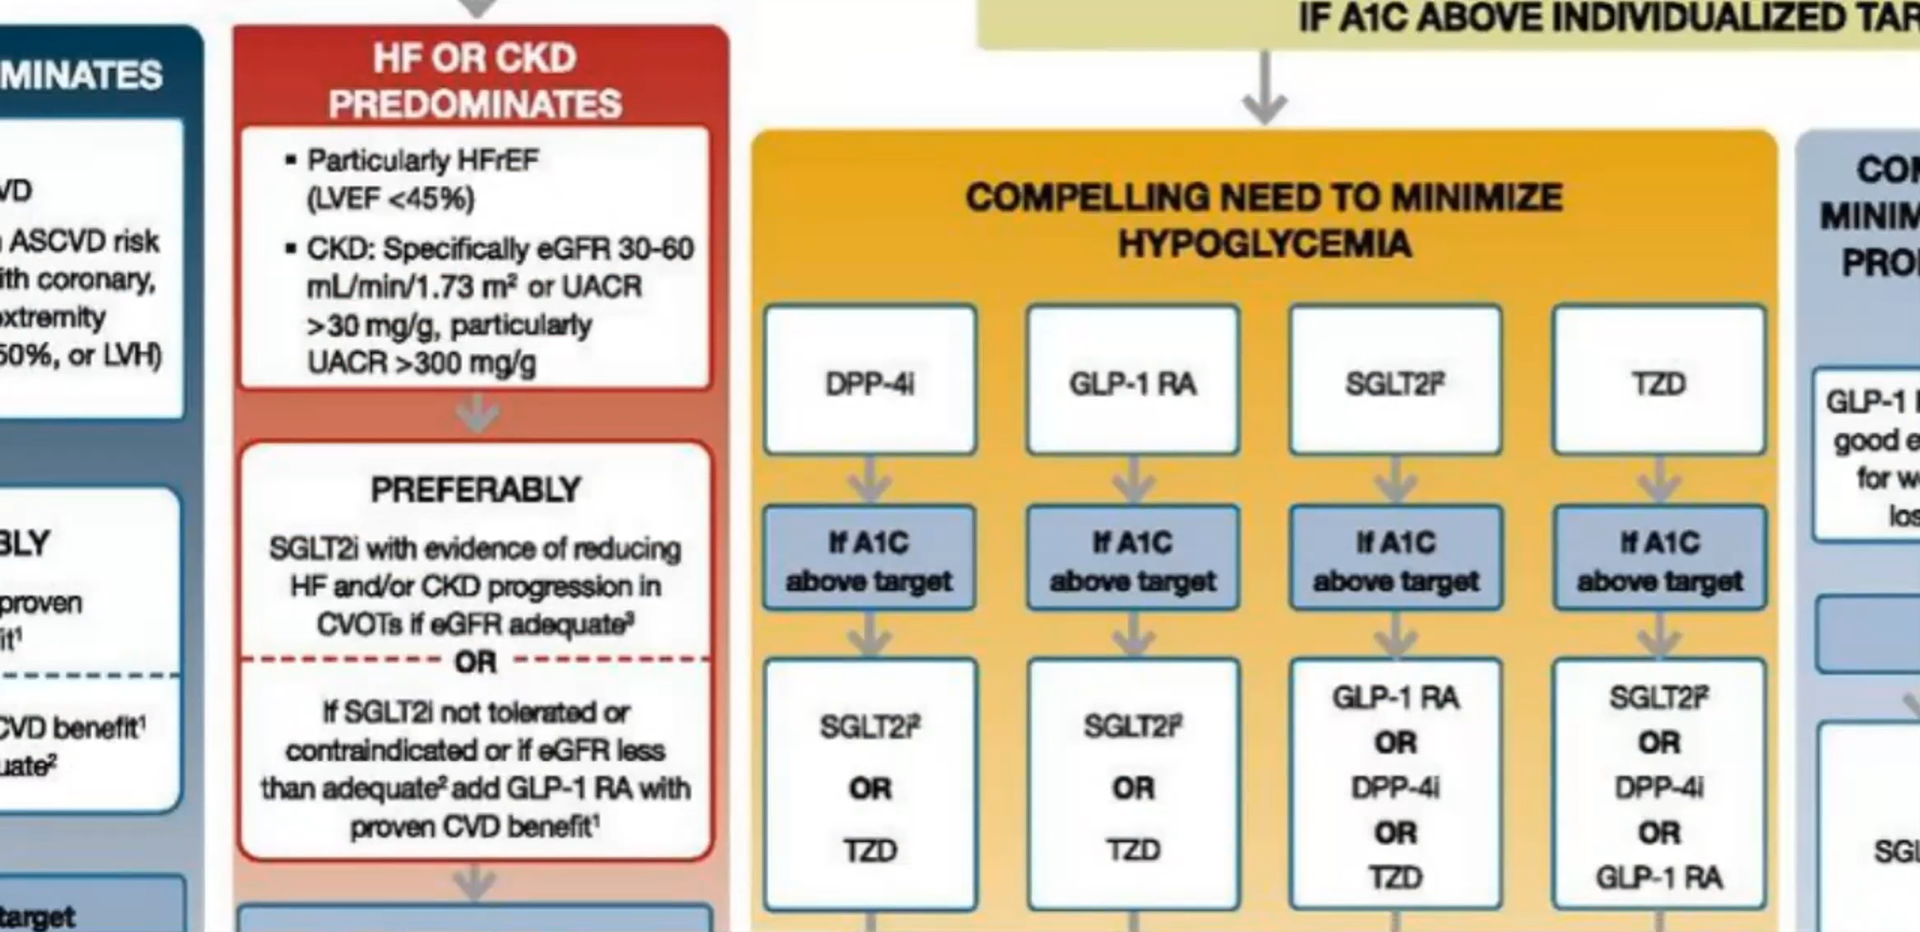 MINATES
VD
ASCVD risk
ith coronary,
extremity
50%, or LVH)
BLY
proven
it¹
CVD benefit¹
uate²
target
HF OR CKD
PREDOMINATES
▪ Particularly HFrEF
(LVEF <45%)
▪ CKD: Specifically eGFR 30-60
mL/min/1.73 m² or UACR
>30 mg/g, particularly
UACR >300 mg/g
PREFERABLY
SGLT2i with evidence of reducing
HF and/or CKD progression in
CVOTs if eGFR adequate³
OR
If SGLT2i not tolerated or
contraindicated or if eGFR less
than adequate² add GLP-1 RA with
proven CVD benefit¹
IF A1C ABOVE INDIVIDUALIZED TAR
COMPELLING NEED TO MINIMIZE
HYPOGLYCEMIA
DPP-4i
If A1C
above target
SGLT2i²
OR
TZD
GLP-1 RA
If A1C
above target
SGLT2i²
OR
TZD
SGLT2i²
If A1C
above target
GLP-1 RA
OR
DPP-4i
OR
TZD
TZD
If A1C
above target
SGLT2i²
OR
DPP-4i
OR
GLP-1 RA
COM
MINIM
PRO
GLP-1
good e
for w
los
SGL